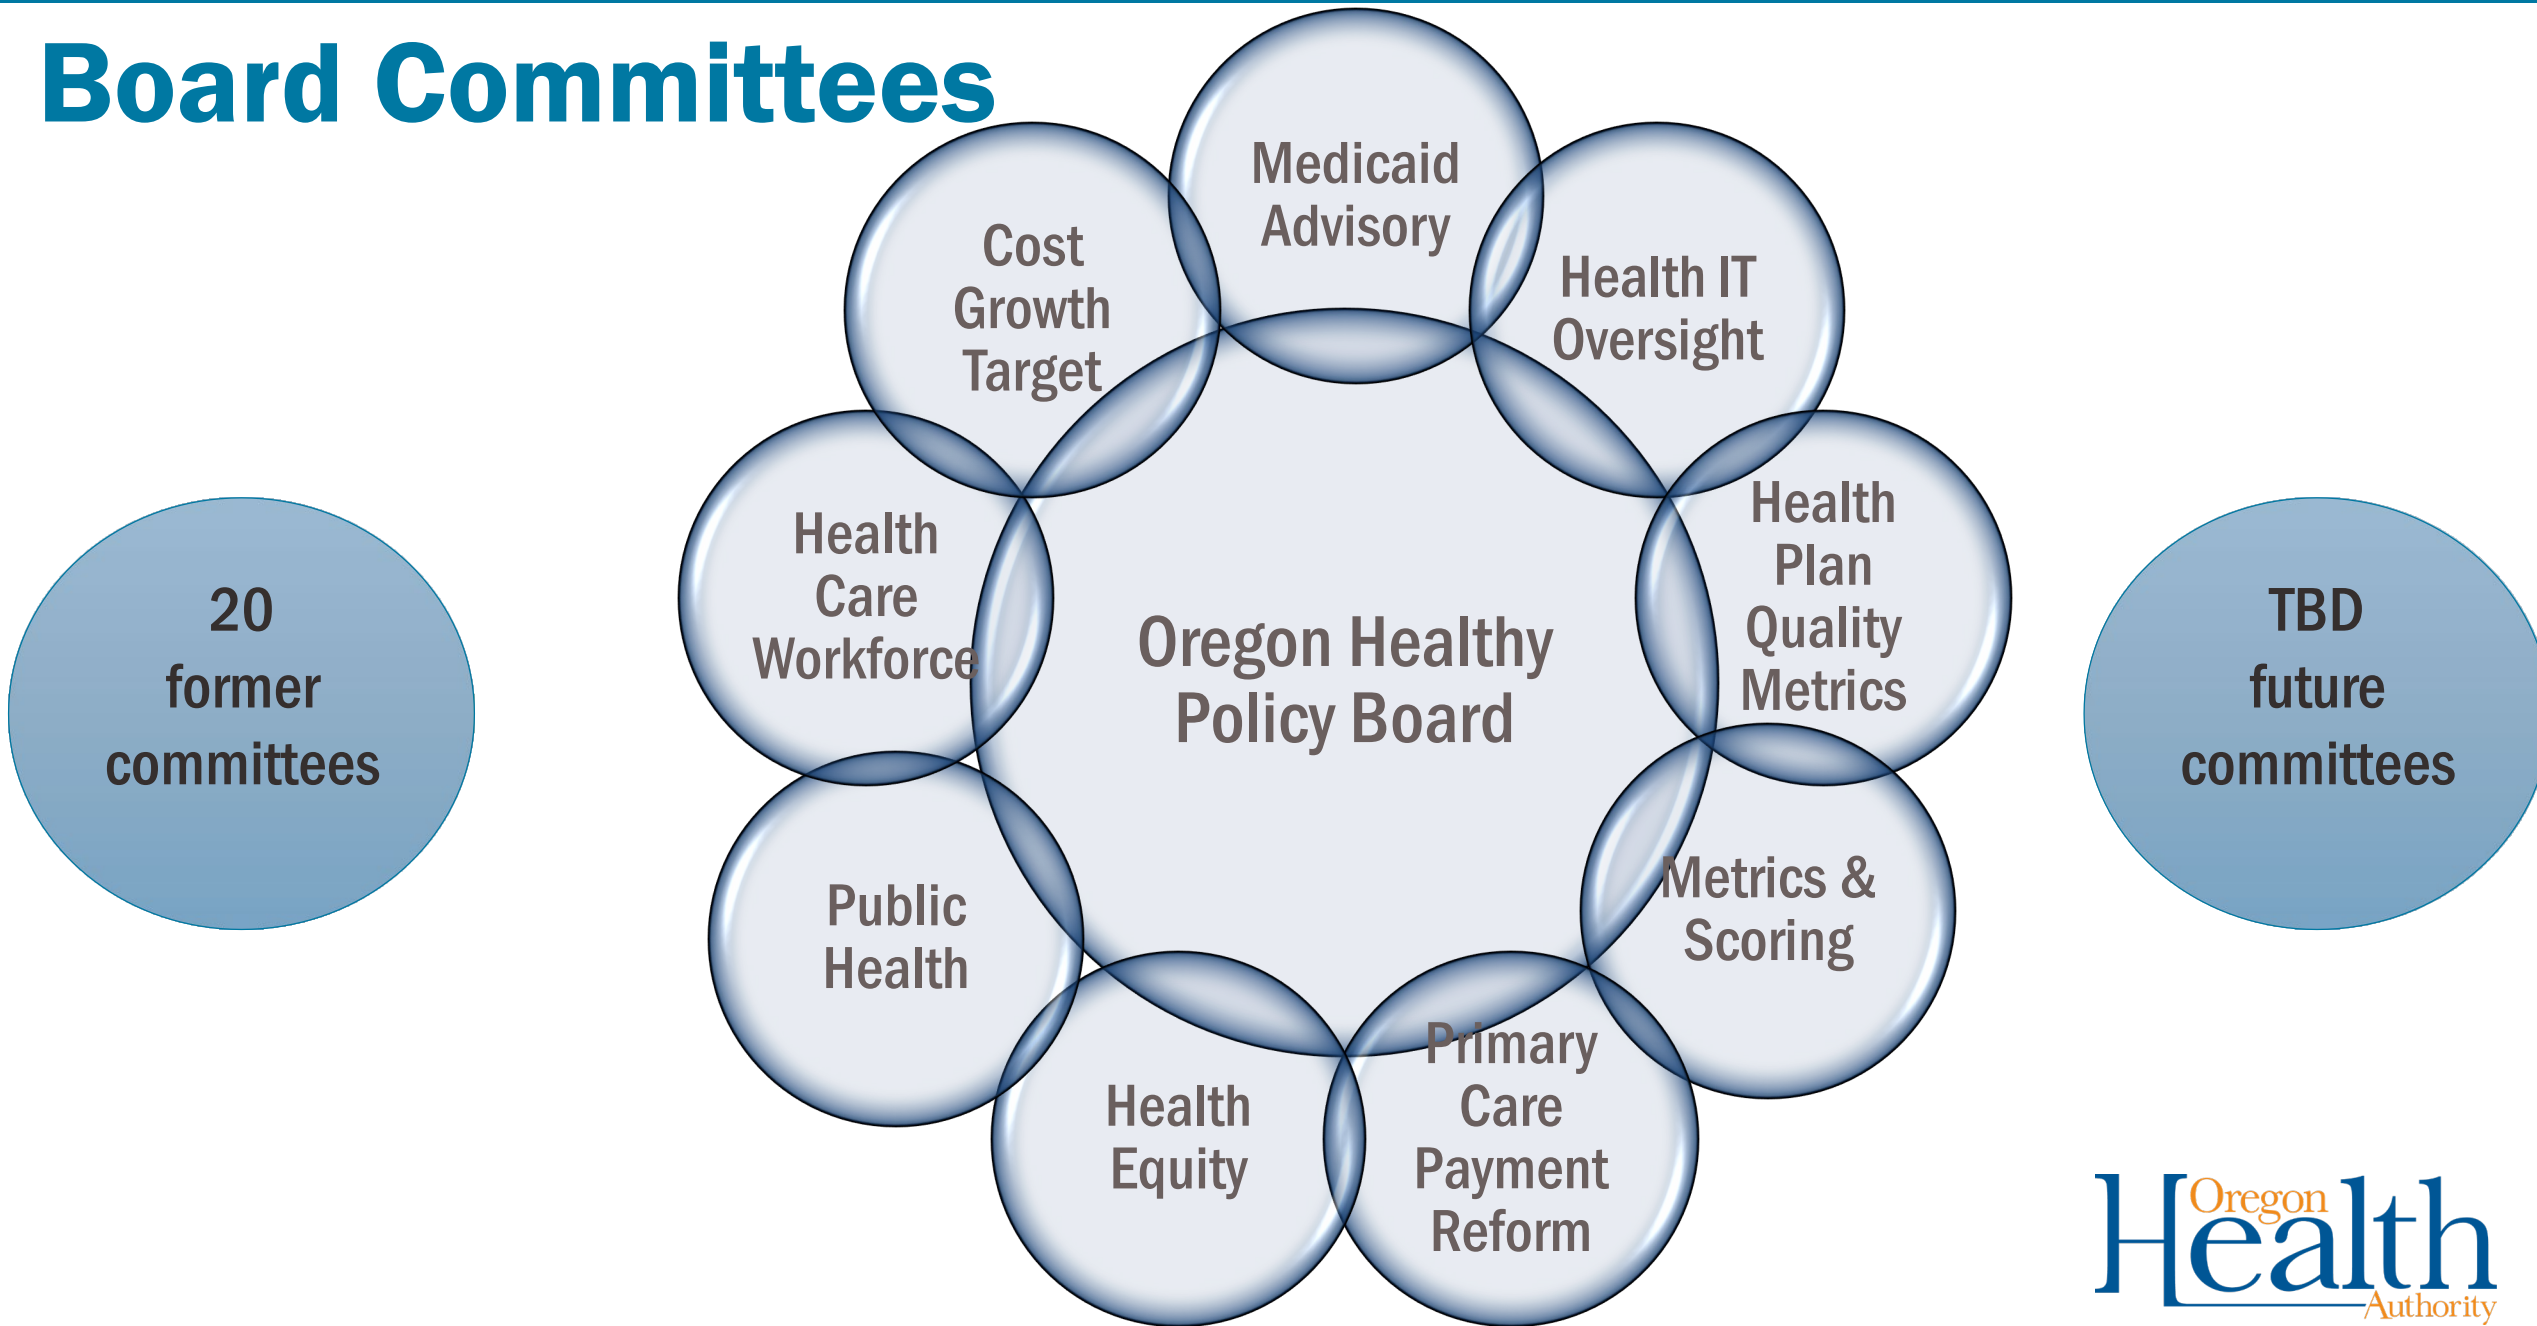 Board Committees
Medicaid
Advisory
Health IT
Oversight
Health
Plan
Quality
Metrics
Metrics &
Scoring
Primary
Care
Payment
Reform
Health
Equity
Public
Health
Health
Care
Workforce
Cost
Growth
Target
Oregon Healthy
Policy Board
20
former
committees
TBD
future
committees
Oregon
Health
Authority